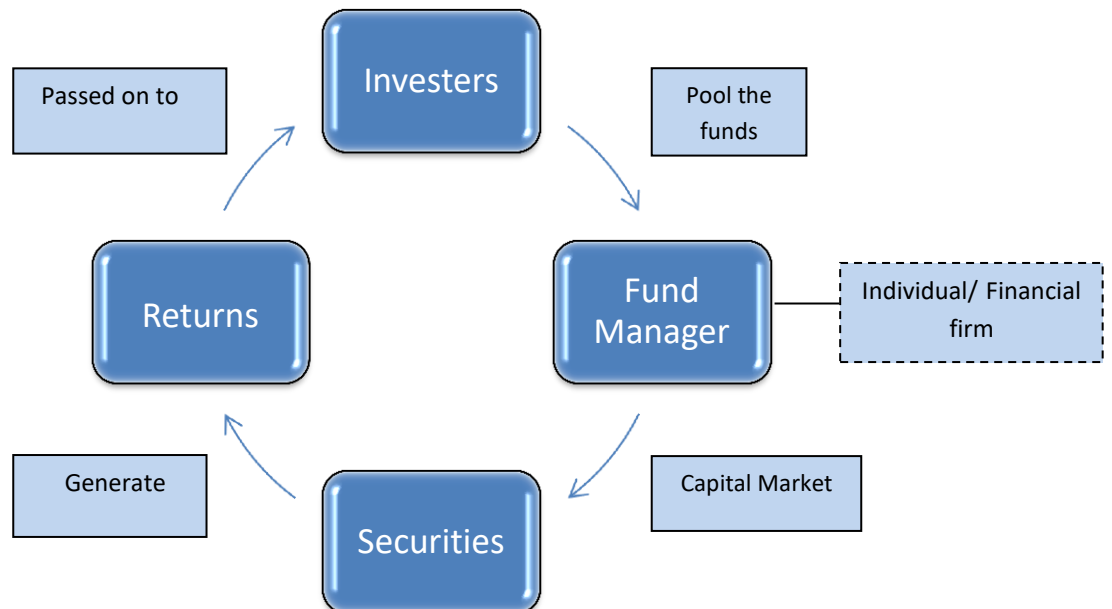 Investers
Passed on to
Pool the
funds
Returns
Fund
Manager
Individual/ Financial
firm
Generate
Capital Market
Securities